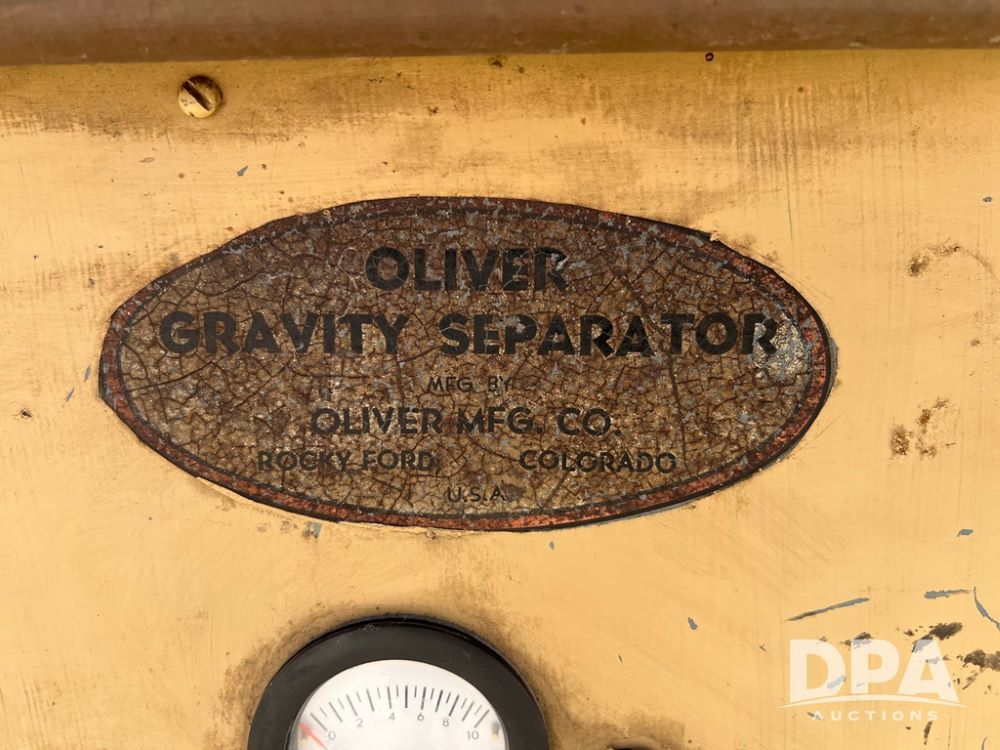 OLIVER
GRAVITY SEPARATOR
MFG. BY
OLIVER MFG. CO.
ROCKY FORD, COLORADO
U.S.A.
0 2 4 6 8 10
DPA
AUCTIONS